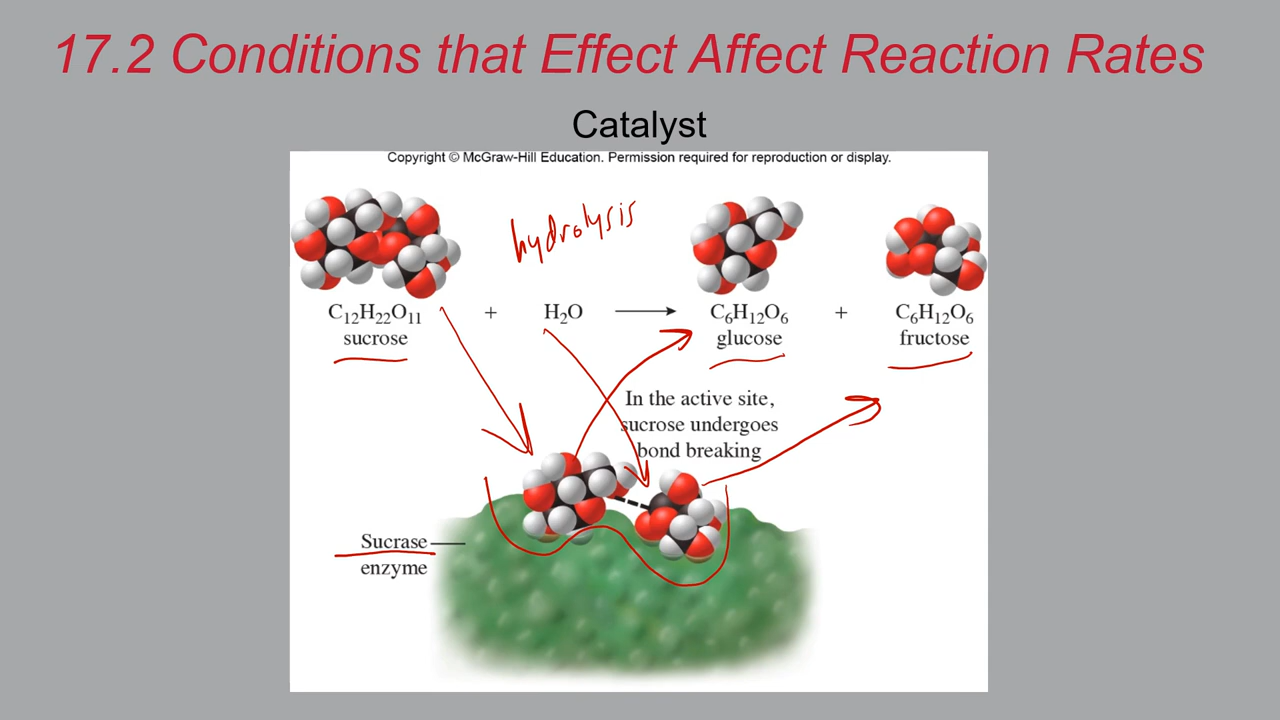 17.2 Conditions that Effect Affect Reaction Rates
Catalyst
Copyright © McGraw-Hill Education. Permission required for reproduction or display.
hydrolysis
C₁₂H₂₂O₁₁ + H₂O ⟶ C₆H₁₂O₆ + C₆H₁₂O₆
sucrose glucose fructose
In the active site,
sucrose undergoes
bond breaking
Sucrase
enzyme